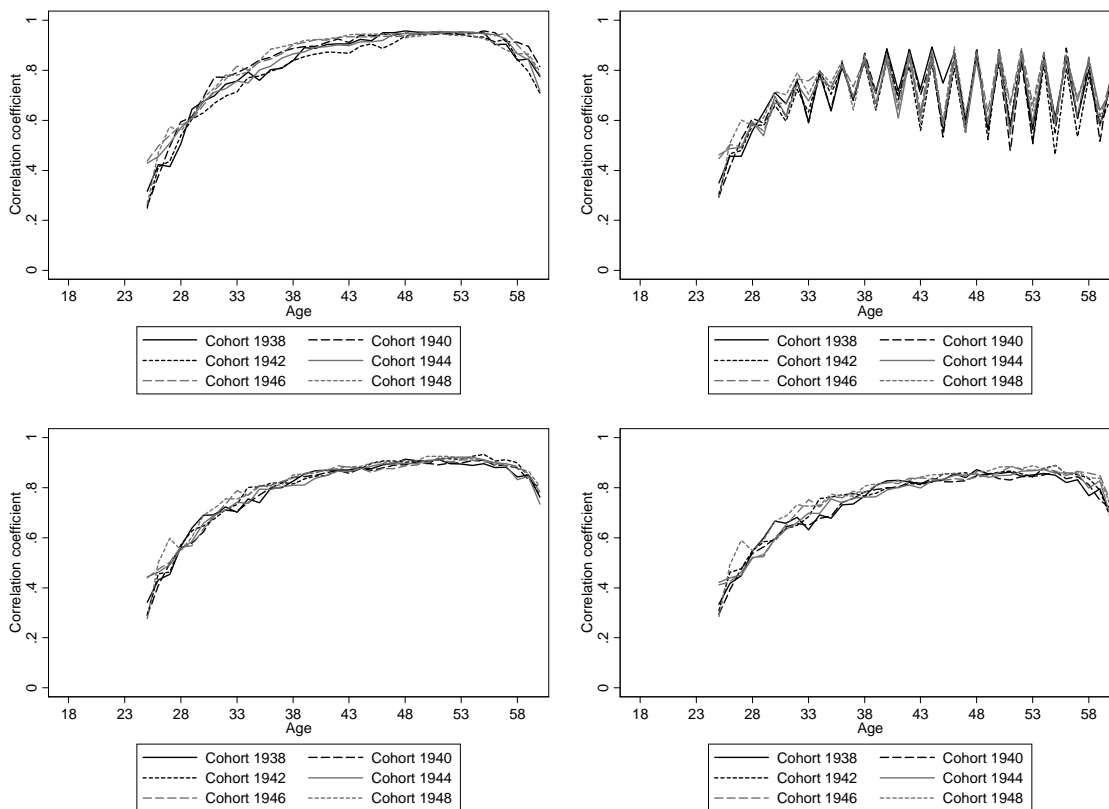 Correlation coefficient
0 .2 .4 .6 .8 1
18 23 28 33 38 43 48 53 58
Age
Cohort 1938 Cohort 1940
Cohort 1942 Cohort 1944
Cohort 1946 Cohort 1948
Correlation coefficient
0 .2 .4 .6 .8 1
18 23 28 33 38 43 48 53 58
Age
Cohort 1938 Cohort 1940
Cohort 1942 Cohort 1944
Cohort 1946 Cohort 1948
Correlation coefficient
0 .2 .4 .6 .8 1
18 23 28 33 38 43 48 53 58
Age
Cohort 1938 Cohort 1940
Cohort 1942 Cohort 1944
Cohort 1946 Cohort 1948
Correlation coefficient
0 .2 .4 .6 .8 1
18 23 28 33 38 43 48 53 58
Age
Cohort 1938 Cohort 1940
Cohort 1942 Cohort 1944
Cohort 1946 Cohort 1948